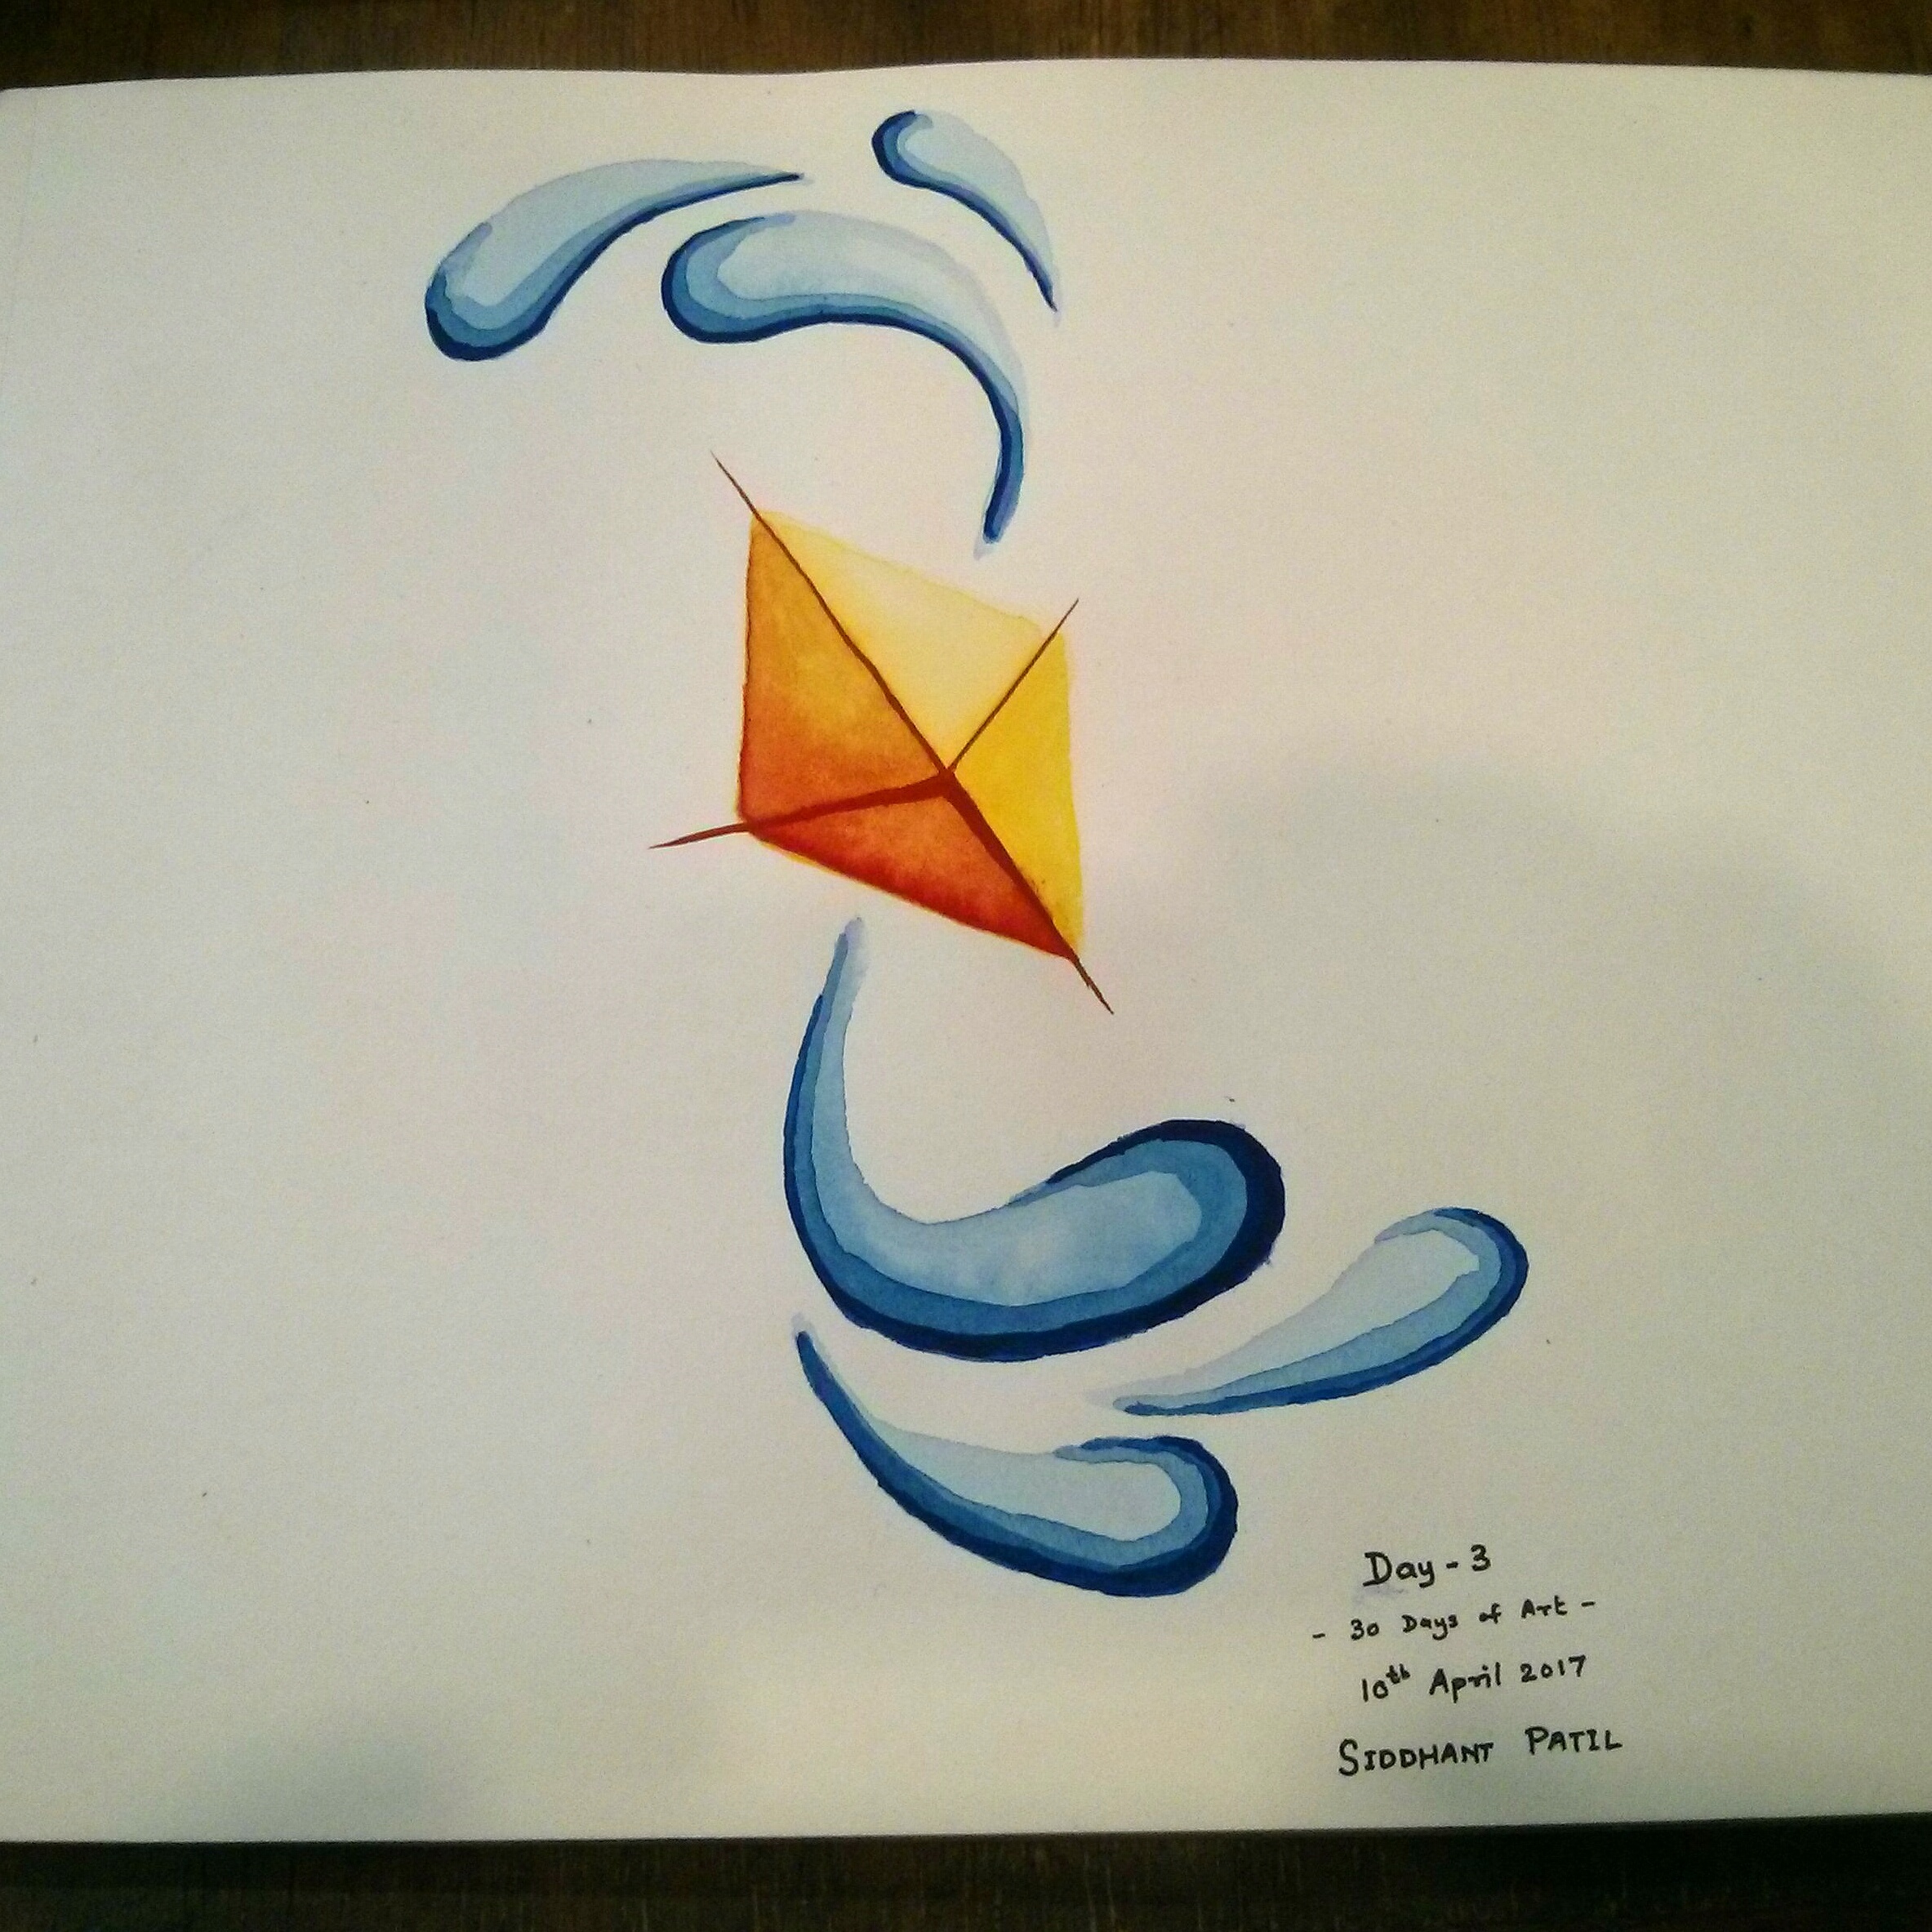 Day - 3
- 30 Days of Art -
10th April 2017
SIDDHANT PATIL